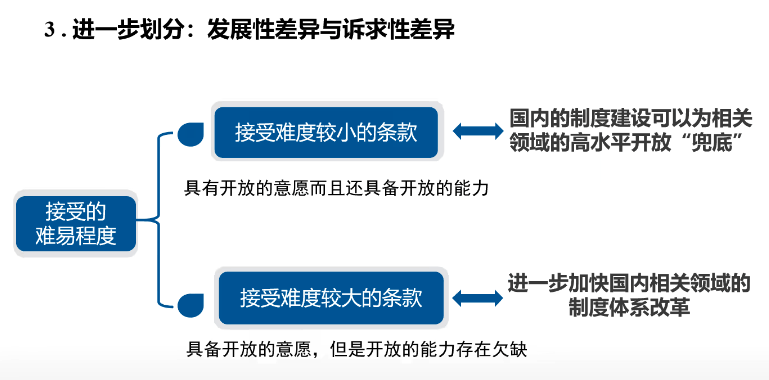 3 . 进一步划分：发展性差异与诉求性差异
接受难度较小的条款
国内的制度建设可以为相关
领域的高水平开放“兜底”
具有开放的意愿而且还具备开放的能力
接受的
难易程度
接受难度较大的条款
进一步加快国内相关领域的
制度体系改革
具备开放的意愿，但是开放的能力存在欠缺